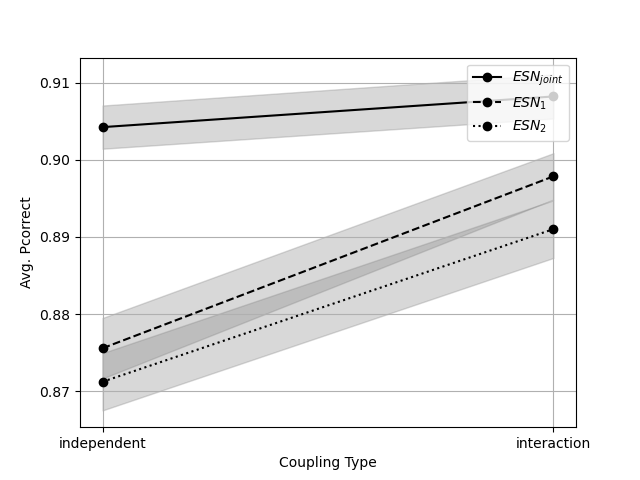 0.91
0.90
0.89
0.88
0.87
Avg. Pcorrect
independent
interaction
Coupling Type
ESN_joint
ESN_1
ESN_2